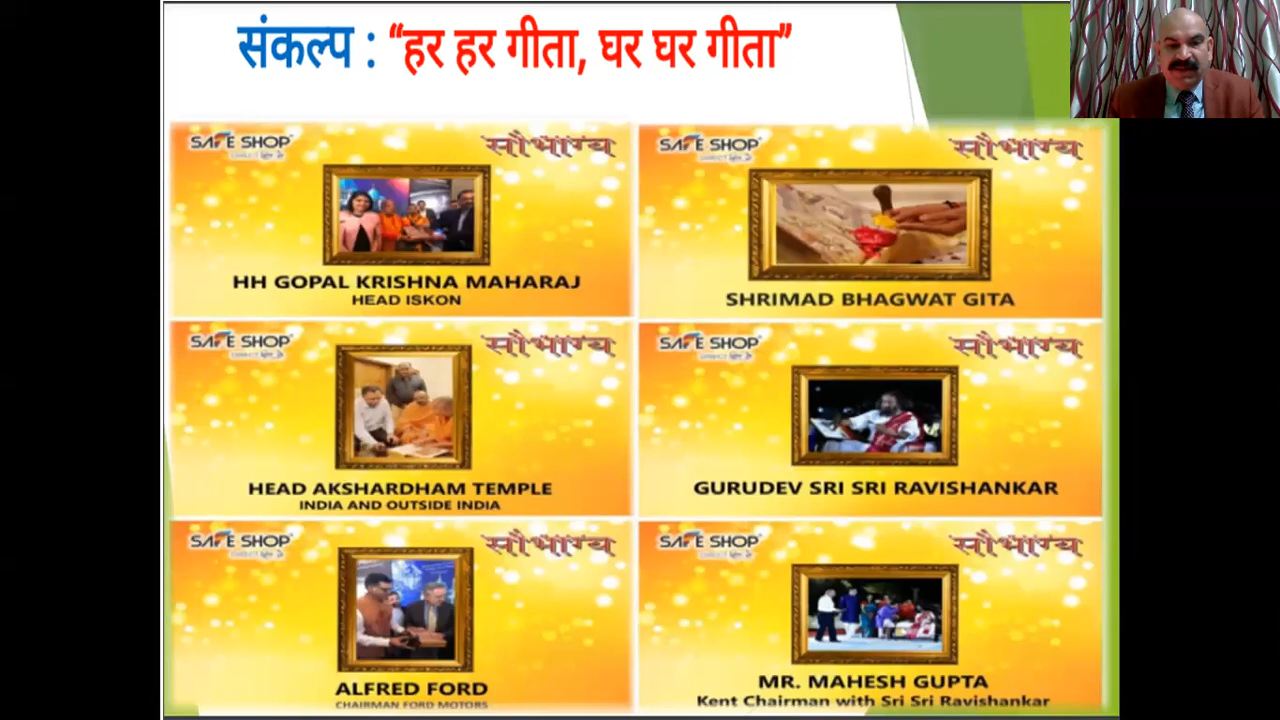 संकल्प : “हर हर गीता, घर घर गीता”
SAFE SHOP
सौभाग्य
HH GOPAL KRISHNA MAHARAJ
HEAD ISKON
SAFE SHOP
सौभाग्य
SHRIMAD BHAGWAT GITA
SAFE SHOP
सौभाग्य
HEAD AKSHARDHAM TEMPLE
INDIA AND OUTSIDE INDIA
SAFE SHOP
सौभाग्य
GURUDEV SRI SRI RAVISHANKAR
SAFE SHOP
सौभाग्य
ALFRED FORD
CHAIRMAN FORD MOTORS
SAFE SHOP
सौभाग्य
MR. MAHESH GUPTA
Kent Chairman with Sri Sri Ravishankar